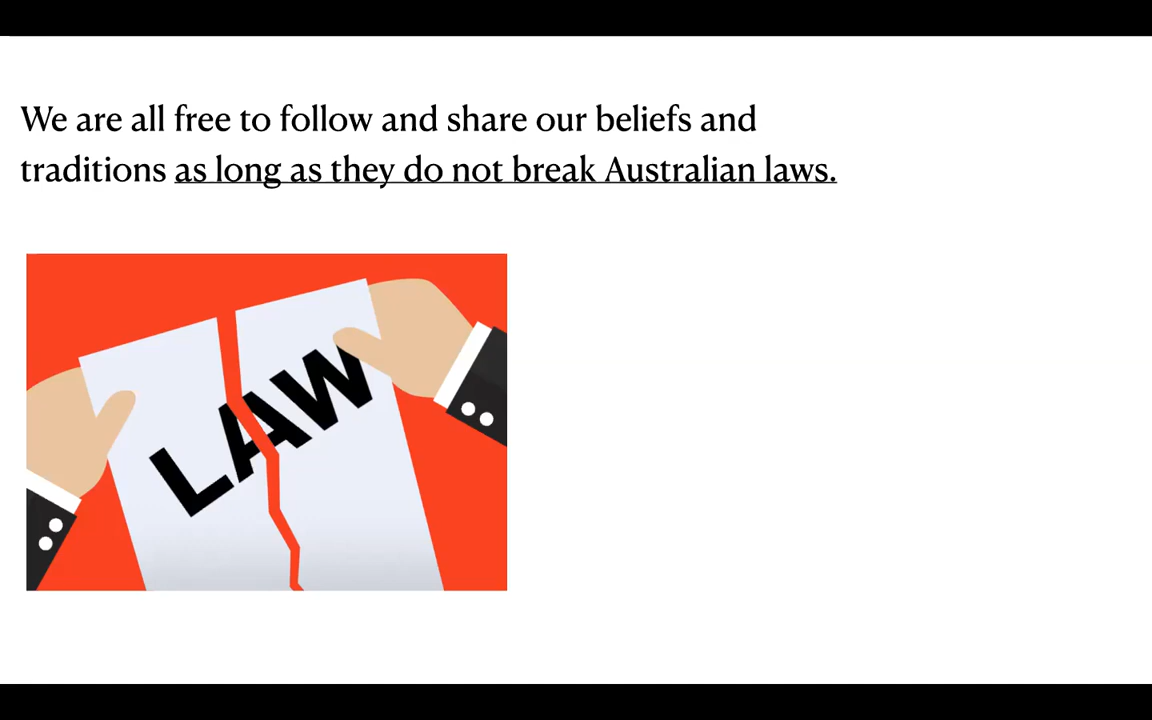 We are all free to follow and share our beliefs and
traditions as long as they do not break Australian laws.
LAW